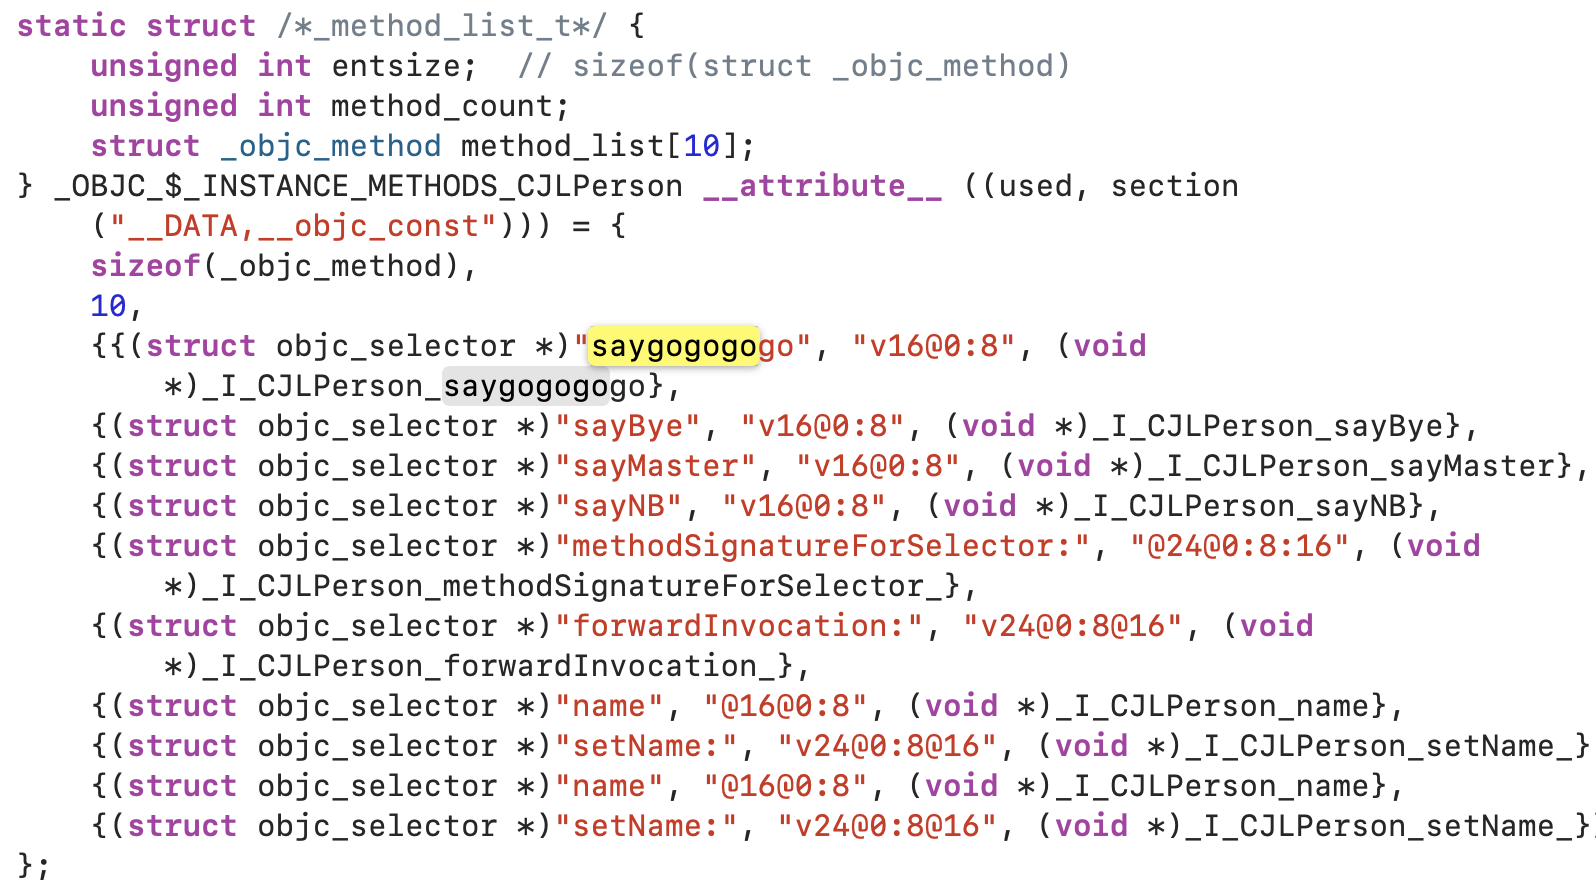 static struct /*_method_list_t*/ {
    unsigned int entsize;  // sizeof(struct _objc_method)
    unsigned int method_count;
    struct _objc_method method_list[10];
} _OBJC_$_INSTANCE_METHODS_CJLPerson __attribute__ ((used, section
    ("__DATA,__objc_const"))) = {
    sizeof(_objc_method),
    10,
    {{(struct objc_selector *)"saygogogogo", "v16@0:8", (void
        *)_I_CJLPerson_saygogogogo},
    {(struct objc_selector *)"sayBye", "v16@0:8", (void *)_I_CJLPerson_sayBye},
    {(struct objc_selector *)"sayMaster", "v16@0:8", (void *)_I_CJLPerson_sayMaster},
    {(struct objc_selector *)"sayNB", "v16@0:8", (void *)_I_CJLPerson_sayNB},
    {(struct objc_selector *)"methodSignatureForSelector:", "@24@0:8:16", (void
        *)_I_CJLPerson_methodSignatureForSelector_},
    {(struct objc_selector *)"forwardInvocation:", "v24@0:8@16", (void
        *)_I_CJLPerson_forwardInvocation_},
    {(struct objc_selector *)"name", "@16@0:8", (void *)_I_CJLPerson_name},
    {(struct objc_selector *)"setName:", "v24@0:8@16", (void *)_I_CJLPerson_setName_}
    {(struct objc_selector *)"name", "@16@0:8", (void *)_I_CJLPerson_name},
    {(struct objc_selector *)"setName:", "v24@0:8@16", (void *)_I_CJLPerson_setName_}}
};